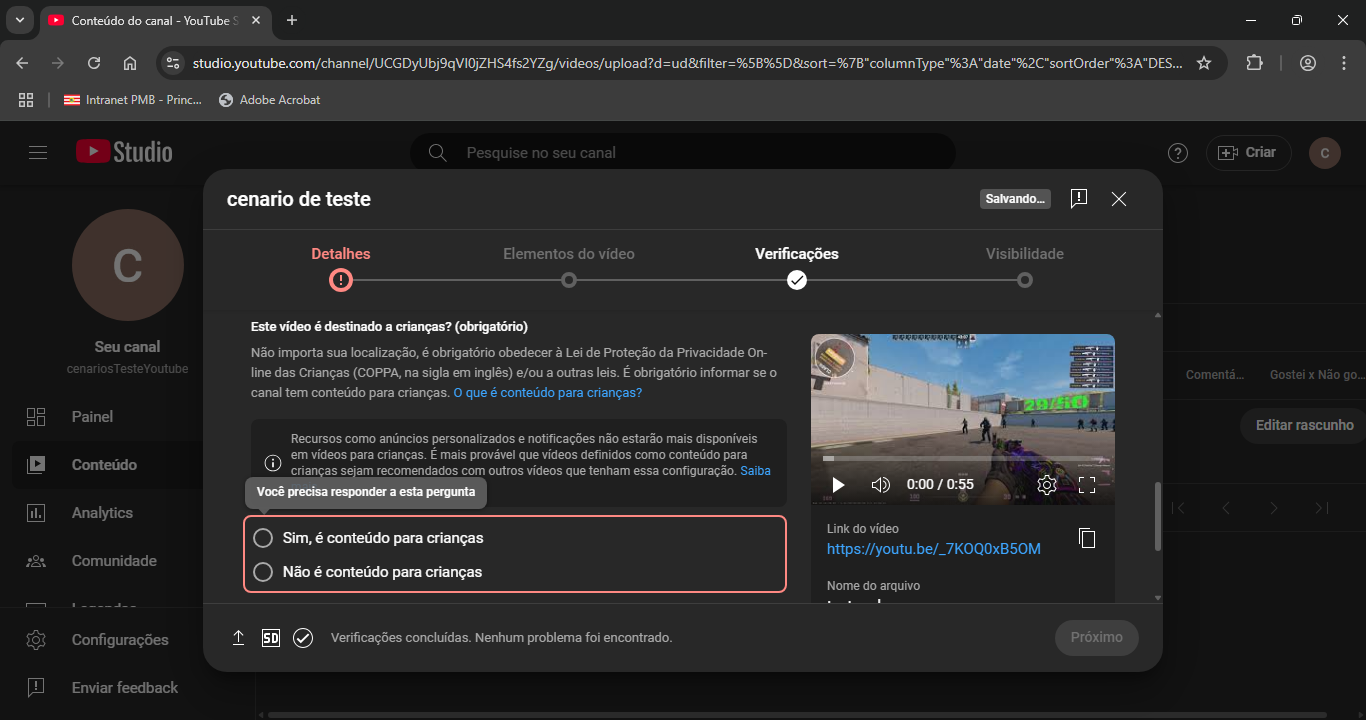 Conteúdo do canal - YouTube S
studio.youtube.com/channel/UCGDyUbj9qVI0jZHS4fs2YZg/videos/upload?d=ud&filter=%5B%5D&sort=%7B"columnType"%3A"date"%2C"sortOrder"%3A"DES...
Intranet PMB - Princ...
Adobe Acrobat
Studio
Pesquise no seu canal
Criar
C
cenario de teste
Salvando...
C
Detalhes
Elementos do vídeo
Verificações
Visibilidade
Seu canal
cenariosTesteYoutube
Painel
Conteúdo
Analytics
Comunidade
Legendas
Configurações
Enviar feedback
Este vídeo é destinado a crianças? (obrigatório)
Não importa sua localização, é obrigatório obedecer à Lei de Proteção da Privacidade On-
line das Crianças (COPPA, na sigla em inglês) e/ou a outras leis. É obrigatório informar se o
canal tem conteúdo para crianças. O que é conteúdo para crianças?
Recursos como anúncios personalizados e notificações não estarão mais disponíveis
em vídeos para crianças. É mais provável que vídeos definidos como conteúdo para
crianças sejam recomendados com outros vídeos que tenham essa configuração. Saiba
Você precisa responder a esta pergunta
Sim, é conteúdo para crianças
Não é conteúdo para crianças
29/50
0:00 / 0:55
Link do vídeo
https://youtu.be/_7KOQ0xB5OM
Nome do arquivo
Comentá...
Gostei x Não go...
Editar rascunho
SD
Verificações concluídas. Nenhum problema foi encontrado.
Próximo